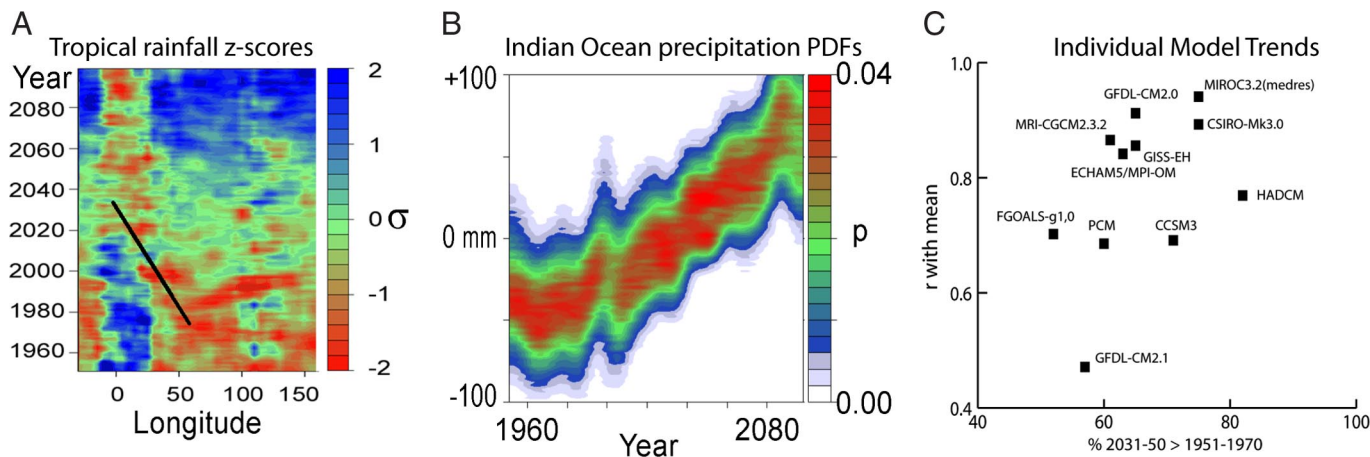 A
Tropical rainfall z-scores
Year
2080
2060
2040
2020
2000
1980
1960
0
50
100
150
Longitude
2
1
0
-1
-2
σ
B
Indian Ocean precipitation PDFs
+100
0 mm
-100
1960
2080
Year
0.04
p
0.00
C
Individual Model Trends
r with mean
1.0
0.8
0.6
0.4
MIROC3.2(medres)
GFDL-CM2.0
CSIRO-Mk3.0
MRI-CGCM2.3.2
GISS-EH
ECHAM5/MPI-OM
HADCM
FGOALS-g1,0
PCM
CCSM3
GFDL-CM2.1
40
60
80
100
% 2031-50 > 1951-1970